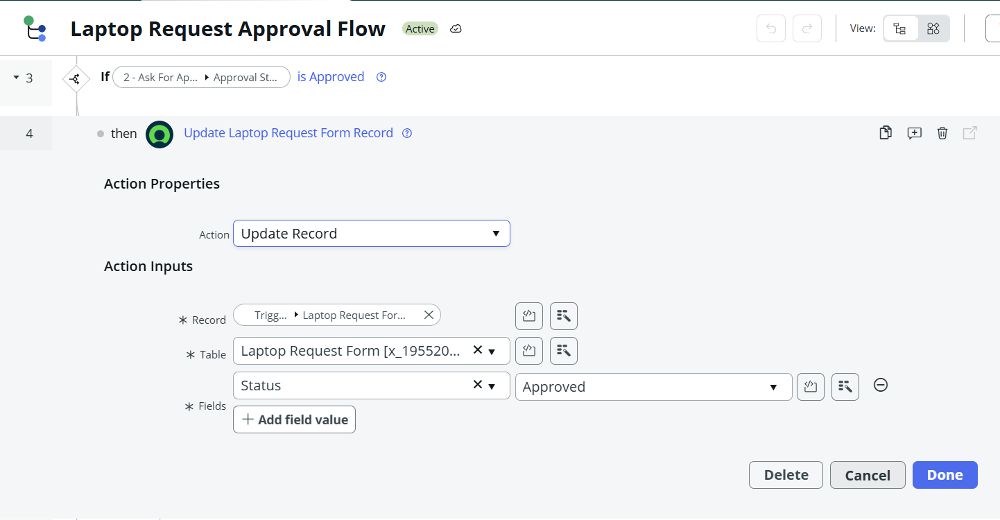 Laptop Request Approval Flow Active View:
3 If 2 - Ask For Ap... Approval St... is Approved
4 then Update Laptop Request Form Record
Action Properties
Action Update Record
Action Inputs
* Record Trigg... Laptop Request For...
* Table Laptop Request Form [x_195520...
Status Approved
* Fields
+ Add field value
Delete Cancel Done